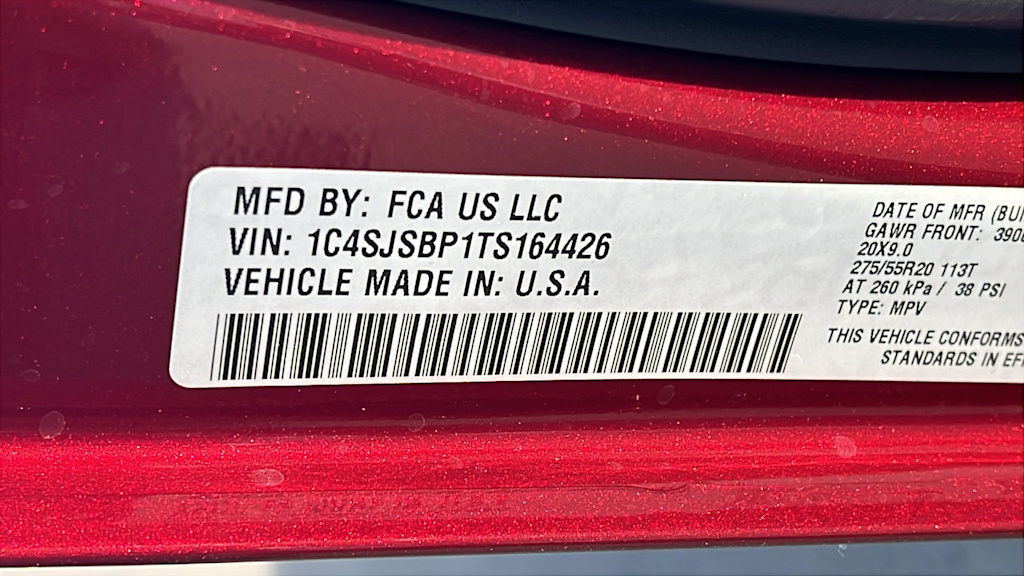 MFD BY: FCA US LLC
VIN: 1C4SJSBP1TS164426
VEHICLE MADE IN: U.S.A.
DATE OF MFR
GAWR FRONT:
20X9.0
275/55R20 113T
AT 260 kPa / 38 PSI
TYPE: MPV
THIS VEHICLE CONFORMS
STANDARDS IN